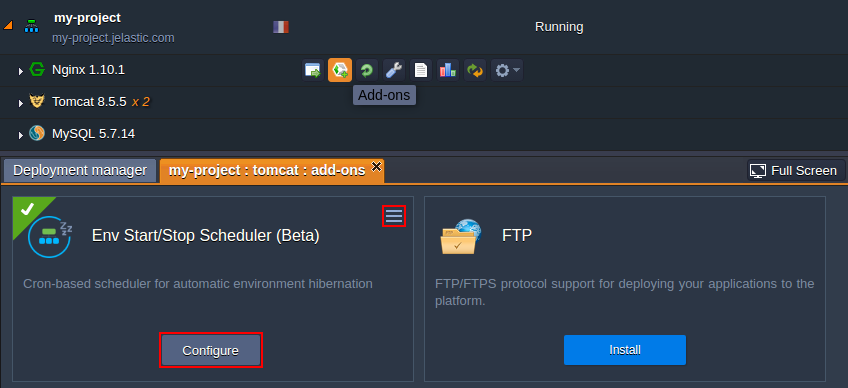 my-project
my-project.jelastic.com
Running
Nginx 1.10.1
Add-ons
Tomcat 8.5.5 x 2
MySQL 5.7.14
Deployment manager
my-project : tomcat : add-ons
Full Screen
Env Start/Stop Scheduler (Beta)
Cron-based scheduler for automatic environment hibernation
Configure
FTP
FTP/FTPS protocol support for deploying your applications to the
platform.
Install